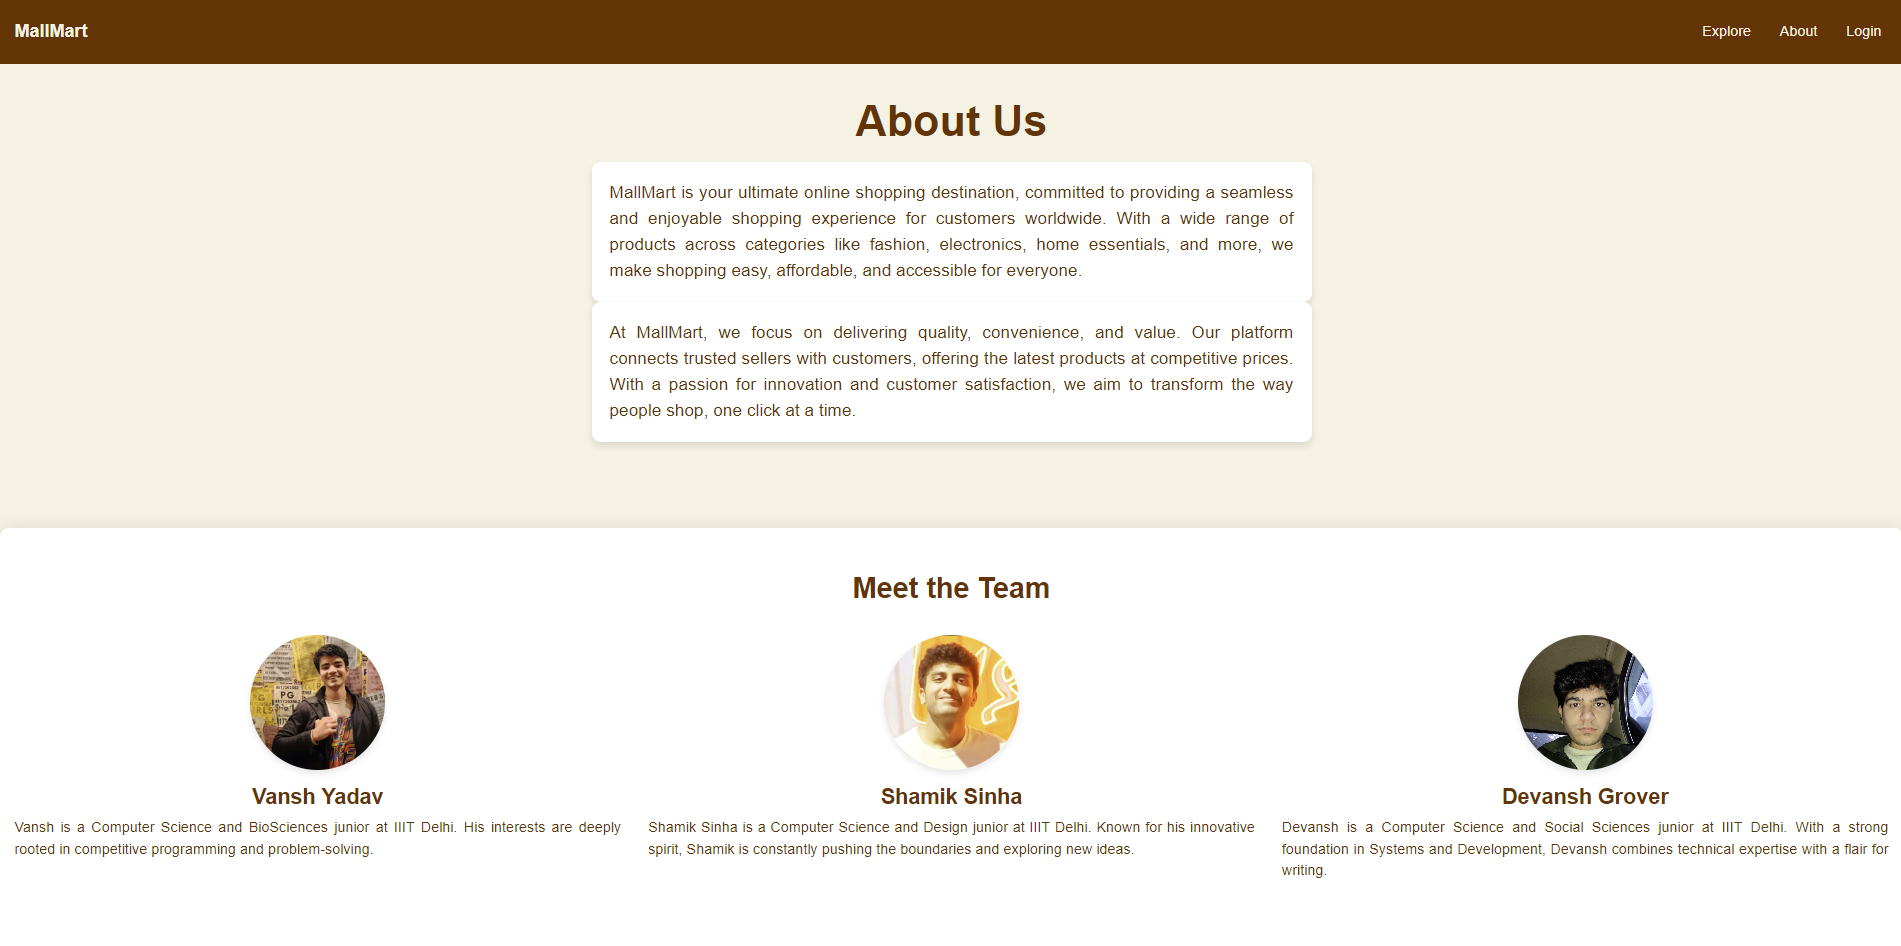 MallMart
Explore
About
Login
About Us
MallMart is your ultimate online shopping destination, committed to providing a seamless
and enjoyable shopping experience for customers worldwide. With a wide range of
products across categories like fashion, electronics, home essentials, and more, we
make shopping easy, affordable, and accessible for everyone.
At MallMart, we focus on delivering quality, convenience, and value. Our platform
connects trusted sellers with customers, offering the latest products at competitive prices.
With a passion for innovation and customer satisfaction, we aim to transform the way
people shop, one click at a time.
Meet the Team
PG
Vansh Yadav
Vansh is a Computer Science and BioSciences junior at IIIT Delhi. His interests are deeply
rooted in competitive programming and problem-solving.
Shamik Sinha
Shamik Sinha is a Computer Science and Design junior at IIIT Delhi. Known for his innovative
spirit, Shamik is constantly pushing the boundaries and exploring new ideas.
Devansh Grover
Devansh is a Computer Science and Social Sciences junior at IIIT Delhi. With a strong
foundation in Systems and Development, Devansh combines technical expertise with a flair for
writing.